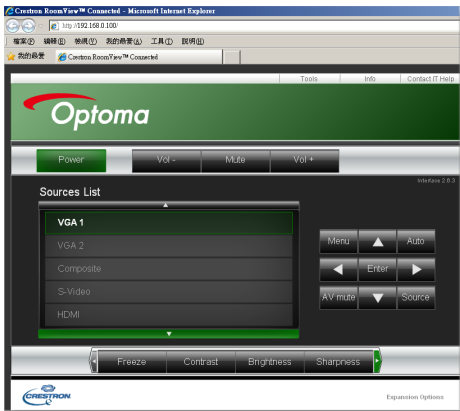 Crestron RoomView™ Connected - Microsoft Internet Explorer
http://192.168.0.100/
檔案(F) 編輯(E) 檢視(V) 我的最愛(A) 工具(T) 說明(H)
我的最愛 Crestron RoomView™ Connected
Tools Info Contact IT Help
Optoma
Power Vol - Mute Vol +
Interface 2.6.3
Sources List
VGA 1
VGA 2
Composite
S-Video
HDMI
Menu Auto
Enter
AV mute Source
Freeze Contrast Brightness Sharpness
CRESTRON
Expansion Options